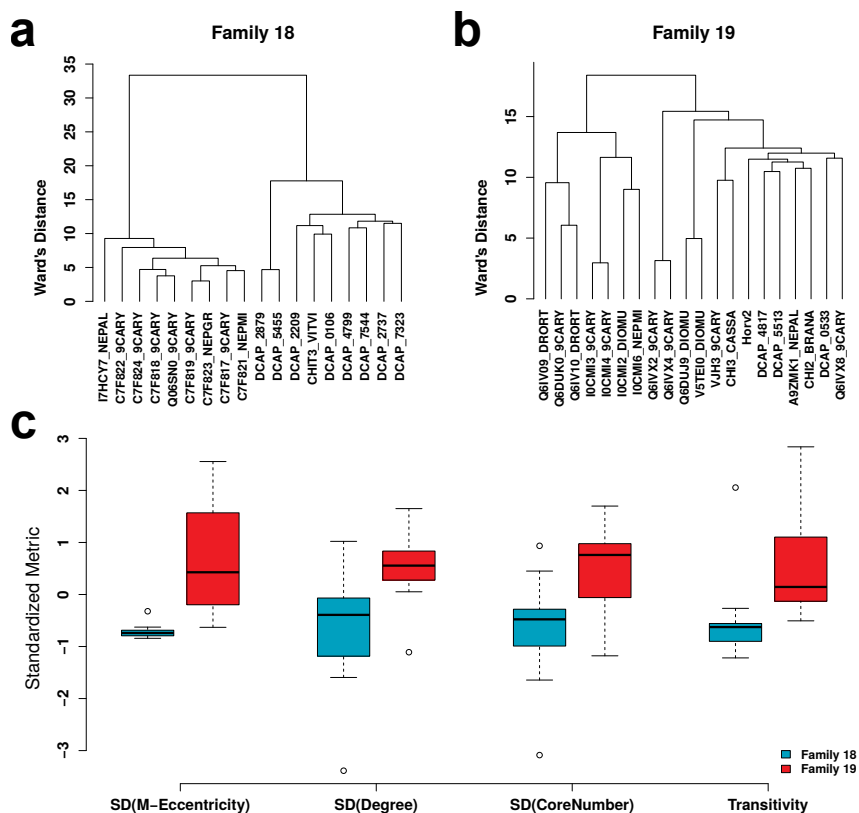 a
Family 18
Ward's Distance
35
30
25
20
15
10
5
0
I7HCY7_NEPAL
C7F822_9CARY
C7F824_9CARY
C7F818_9CARY
Q06SN0_9CARY
C7F819_9CARY
C7F823_NEPGR
C7F817_9CARY
C7F821_NEPMI
DCAP_2879
DCAP_5455
DCAP_2209
CHIT3_VITVI
DCAP_0106
DCAP_4799
DCAP_7544
DCAP_2737
DCAP_7323
b
Family 19
Ward's Distance
15
10
5
0
Q6IV09_DRORT
Q6DUK0_9CARY
Q6IV10_DRORT
I0CMI3_9CARY
I0CMI4_9CARY
I0CMI2_DIOMU
I0CMI6_NEPMI
Q6IVX2_9CARY
Q6IVX4_9CARY
Q6DUJ9_DIOMU
V5TEI0_DIOMU
VJH3_9CARY
CHI3_CASSA
Horv2
DCAP_4817
DCAP_5513
A9ZMK1_NEPAL
CHI2_BRANA
DCAP_0533
Q6IVX8_9CARY
c
Standardized Metric
3
2
1
0
−1
−2
−3
Family 18
Family 19
SD(M−Eccentricity)
SD(Degree)
SD(CoreNumber)
Transitivity